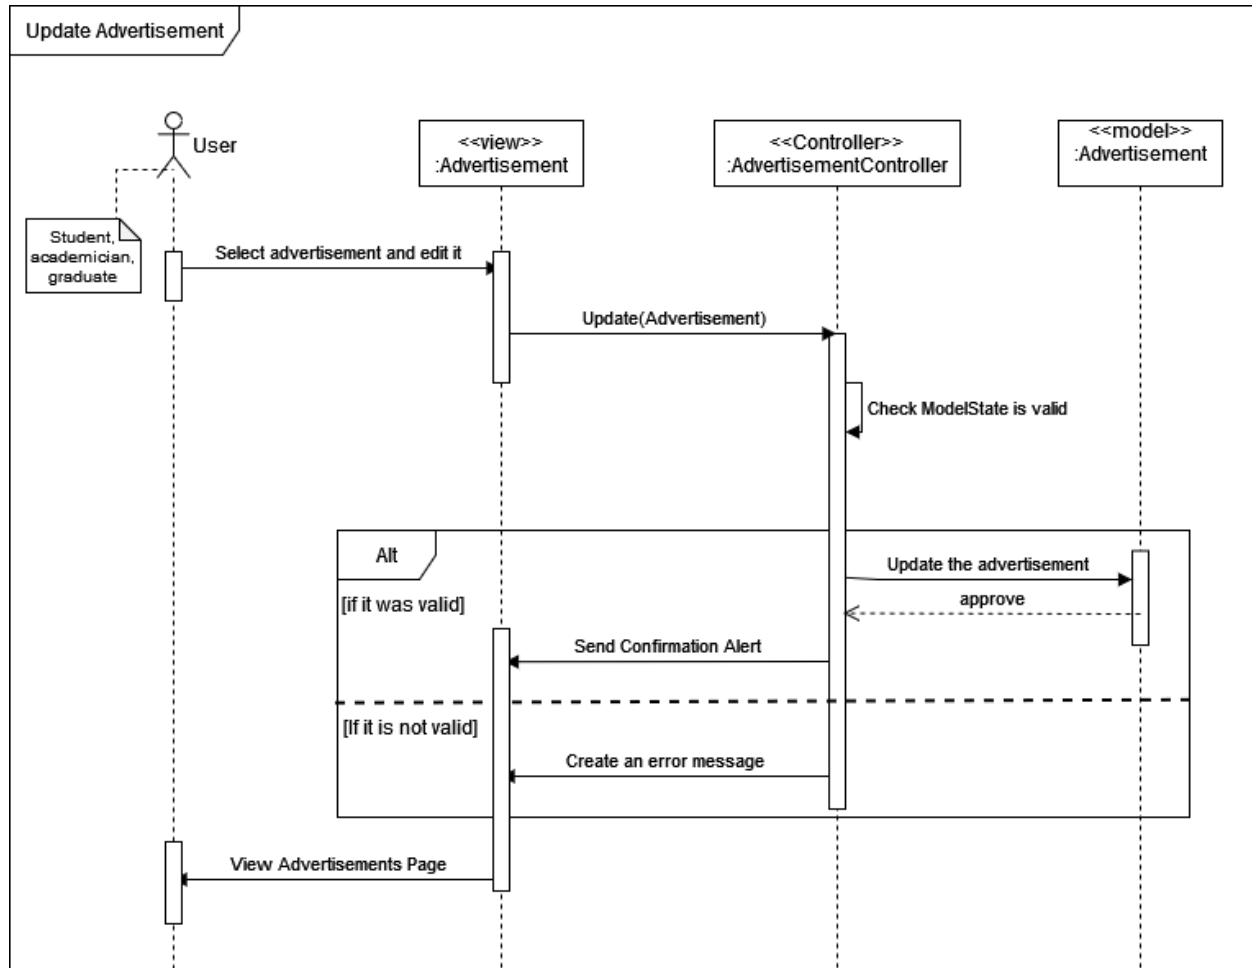 Update Advertisement
User
<<view>>
:Advertisement
<<Controller>>
:AdvertisementController
<<model>>
:Advertisement
Student,
academician,
graduate
Select advertisement and edit it
Update(Advertisement)
Check ModelState is valid
Alt
Update the advertisement
[if it was valid]
approve
Send Confirmation Alert
[If it is not valid]
Create an error message
View Advertisements Page